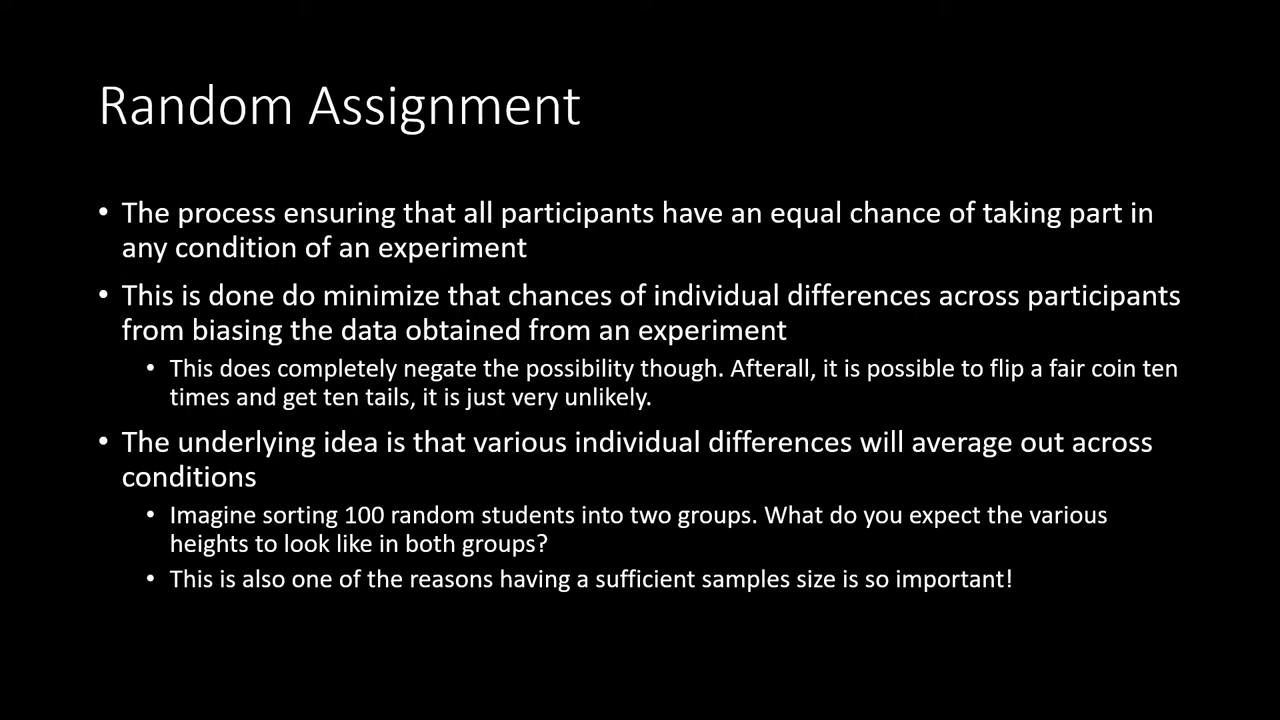 Random Assignment
• The process ensuring that all participants have an equal chance of taking part in
any condition of an experiment
• This is done do minimize that chances of individual differences across participants
from biasing the data obtained from an experiment
• This does completely negate the possibility though. Afterall, it is possible to flip a fair coin ten
times and get ten tails, it is just very unlikely.
• The underlying idea is that various individual differences will average out across
conditions
• Imagine sorting 100 random students into two groups. What do you expect the various
heights to look like in both groups?
• This is also one of the reasons having a sufficient samples size is so important!